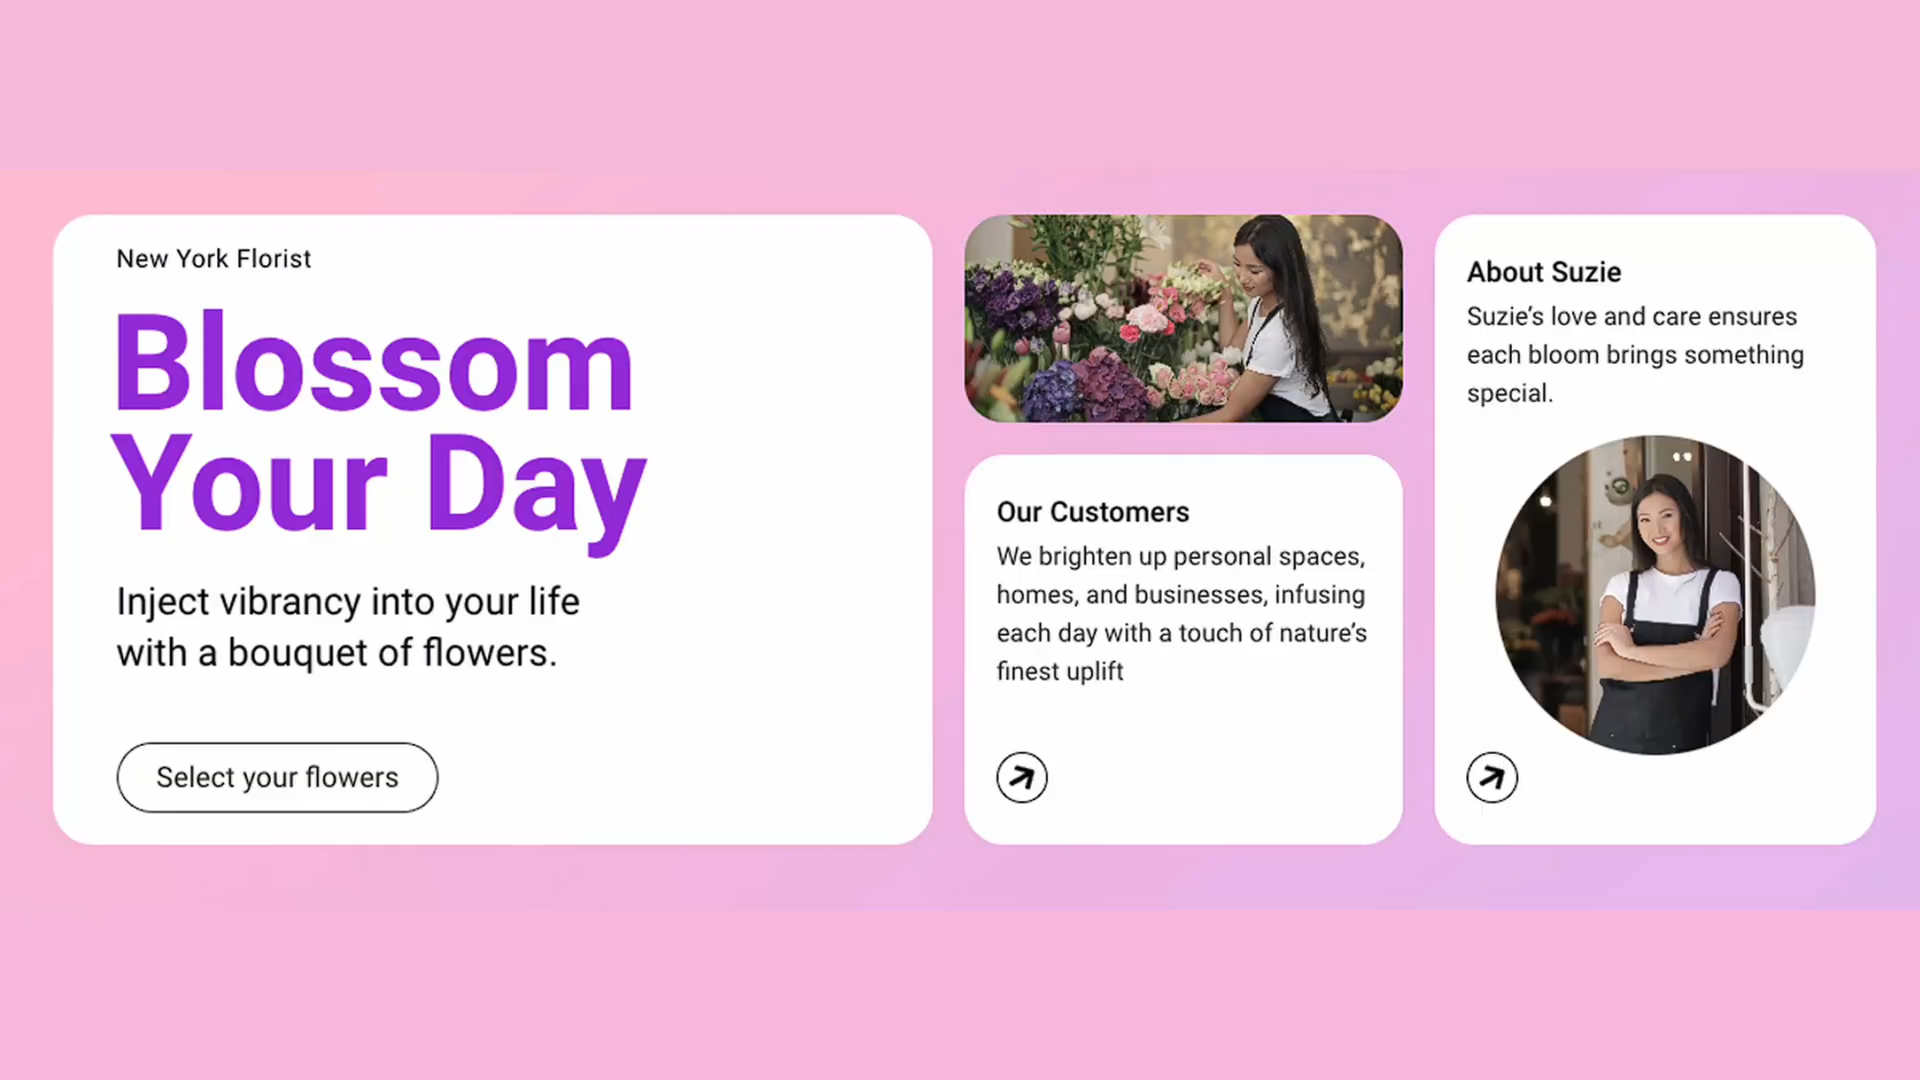 New York Florist
Blossom
Your Day
Inject vibrancy into your life
with a bouquet of flowers.
Select your flowers
Our Customers
We brighten up personal spaces,
homes, and businesses, infusing
each day with a touch of nature’s
finest uplift
About Suzie
Suzie’s love and care ensures
each bloom brings something
special.